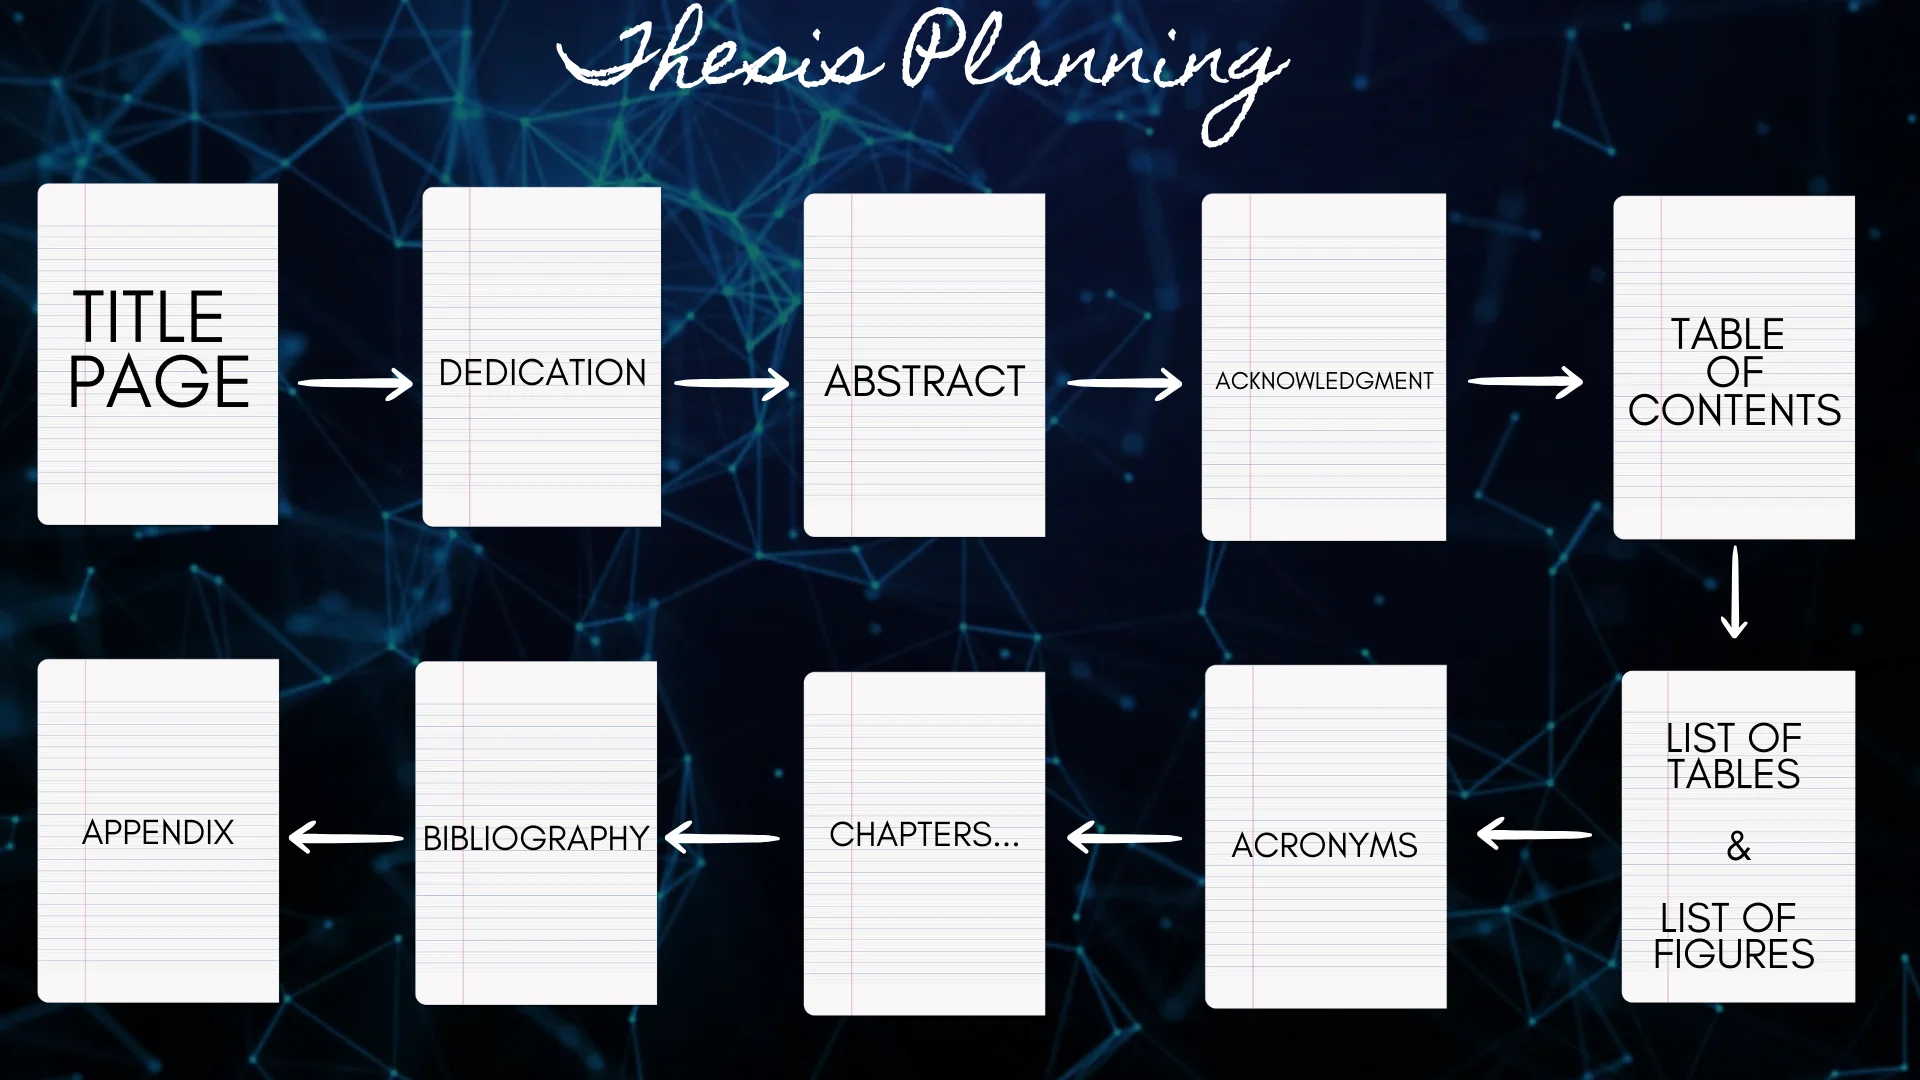 Thesis Planning
TITLE
PAGE
DEDICATION
ABSTRACT
ACKNOWLEDGMENT
TABLE
OF
CONTENTS
LIST OF
TABLES
&
LIST OF
FIGURES
ACRONYMS
CHAPTERS...
BIBLIOGRAPHY
APPENDIX